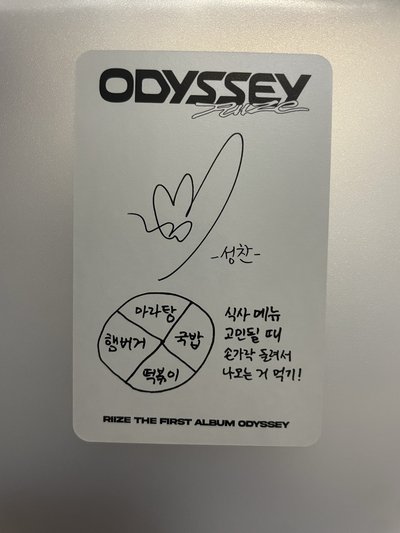 ODYSSEY
RIIZE
-성찬-
마라탕
햄버거
국밥
떡볶이
식사 메뉴
고민될 때
손가락 돌려서
나오는 거 먹기!
RIIZE THE FIRST ALBUM ODYSSEY